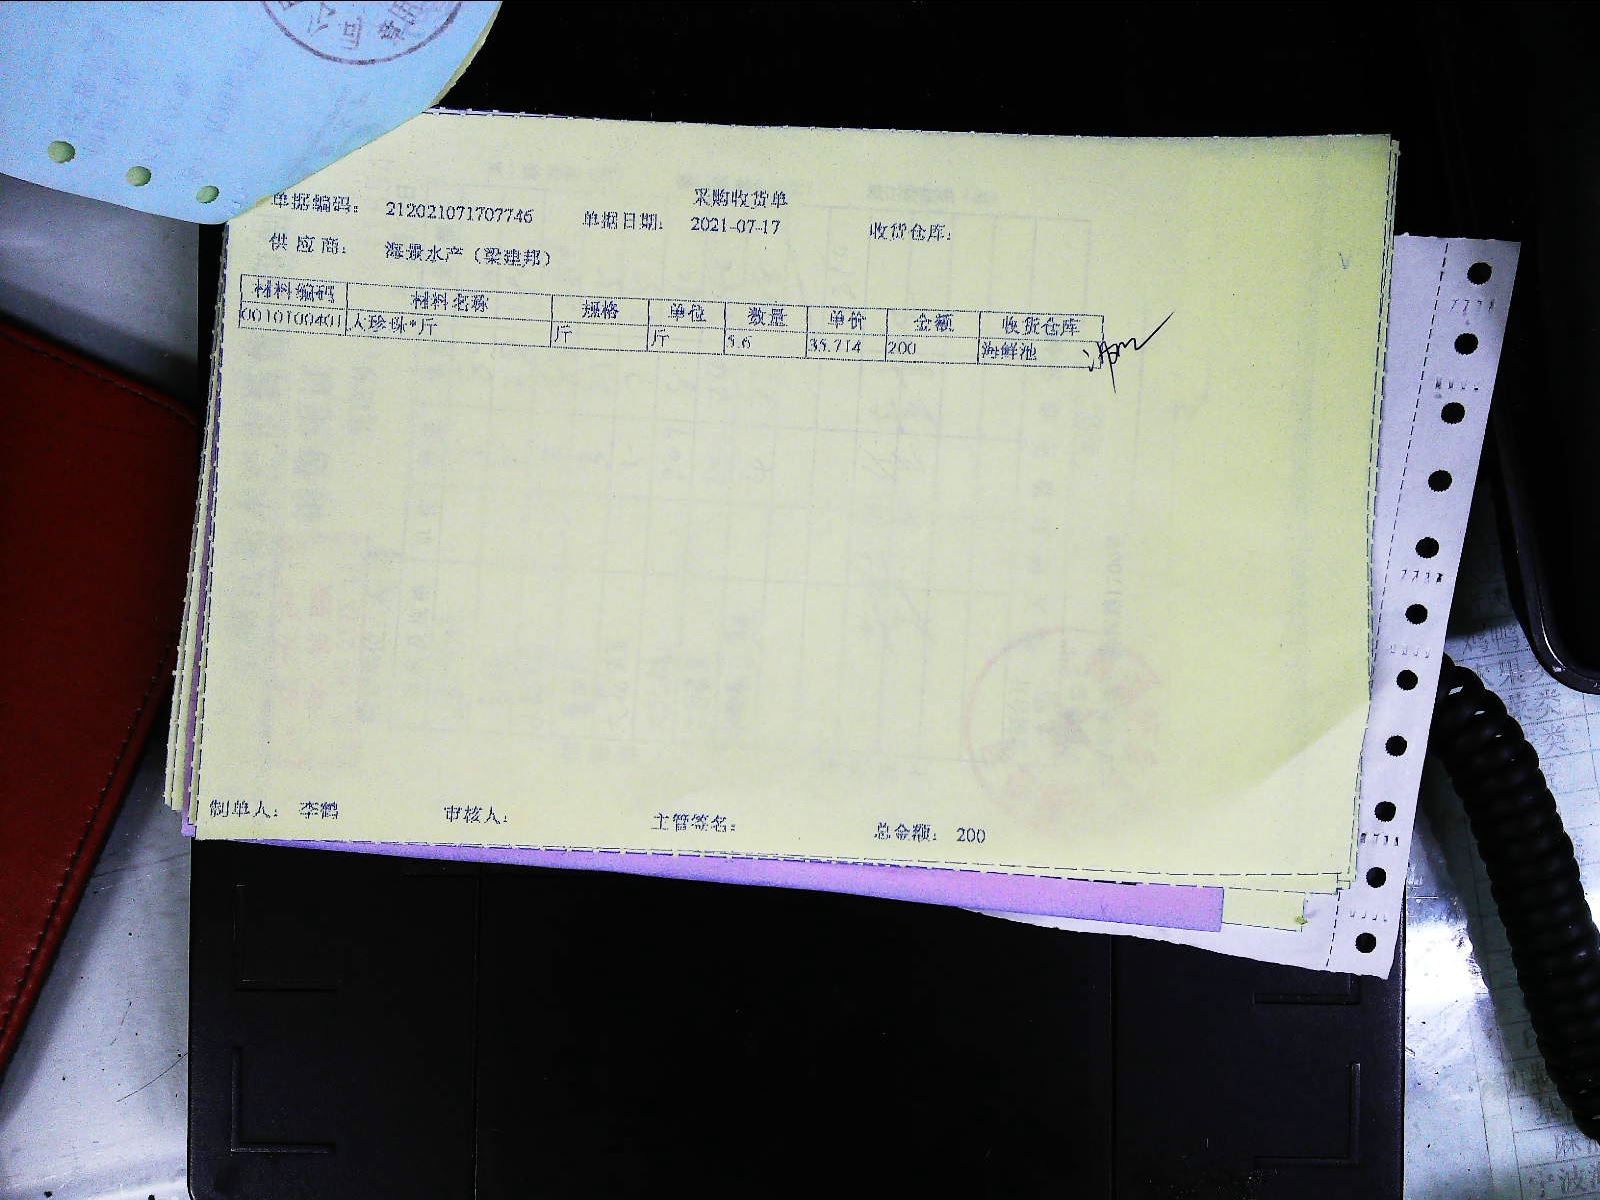 采购收货单
单据编码: 212021071707746 单据日期: 2021-07-17 收货仓库:
供应商: 海景水产（梁建邦）
材料编码 材料名称 规格 单位 数量 单价 金额 收货仓库
0010100401 大珍 *斤 斤 斤 5.6 35.714 200 海鲜池
制单人: 李鹤 审核人: 主管签名: 总金额: 200